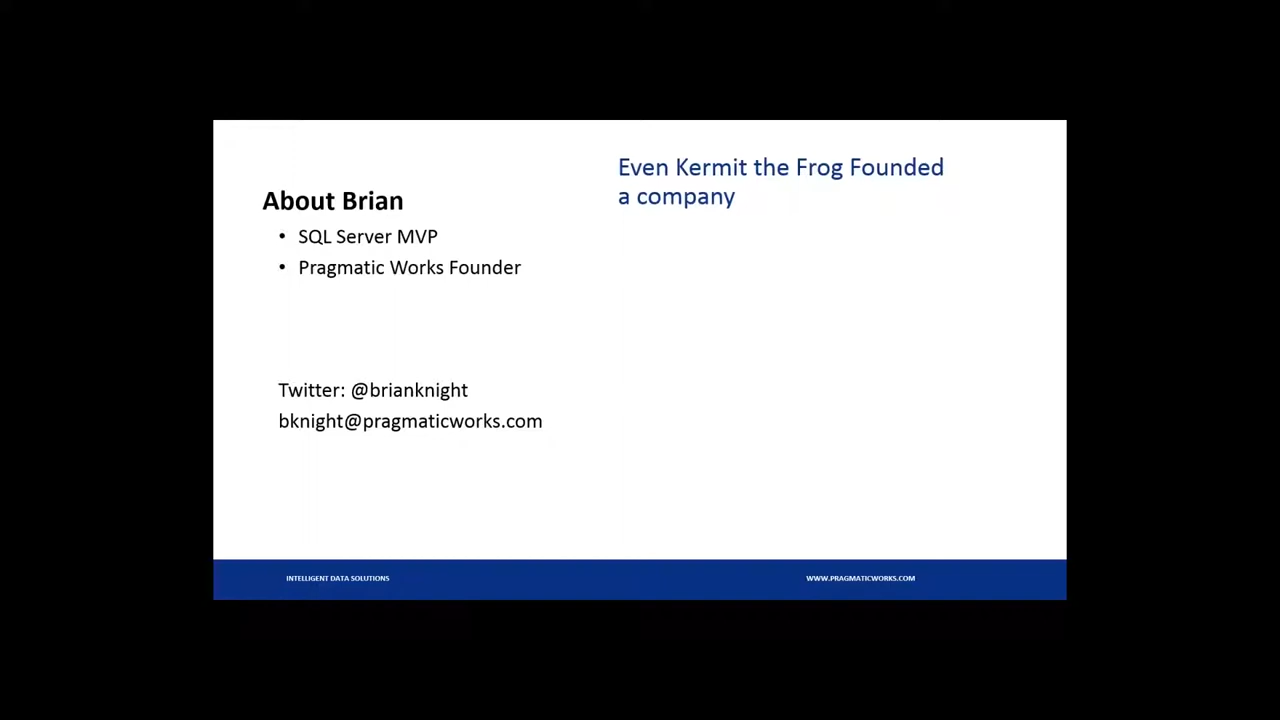 Even Kermit the Frog Founded
a company
About Brian
• SQL Server MVP
• Pragmatic Works Founder
Twitter: @brianknight
bknight@pragmaticworks.com
INTELLIGENT DATA SOLUTIONS
WWW.PRAGMATICWORKS.COM